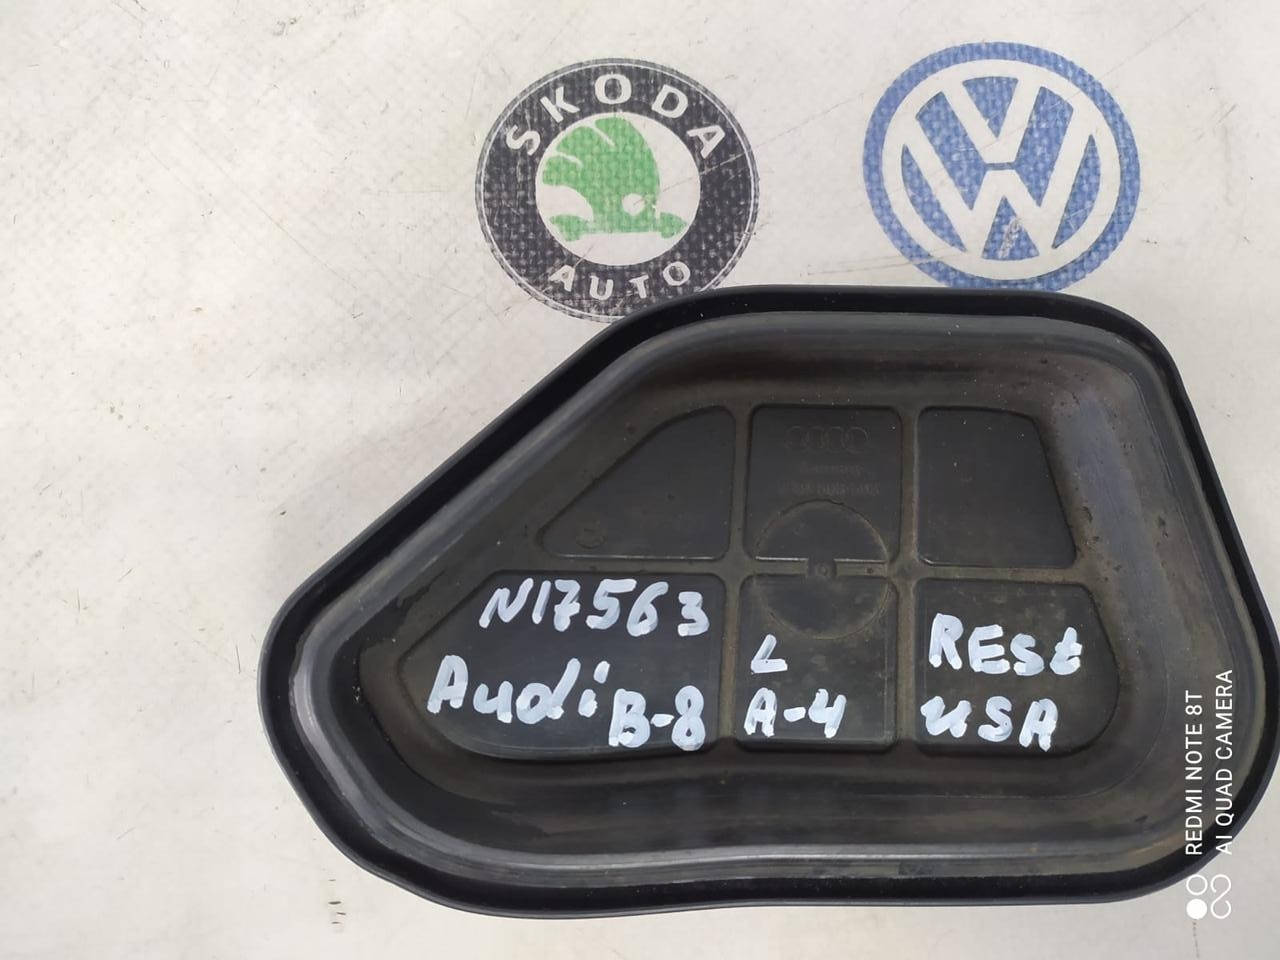 SKODA
AUTO
N17563
Audi B-8
L
A-4
REst
USA
REDMI NOTE 8T
AI QUAD CAMERA